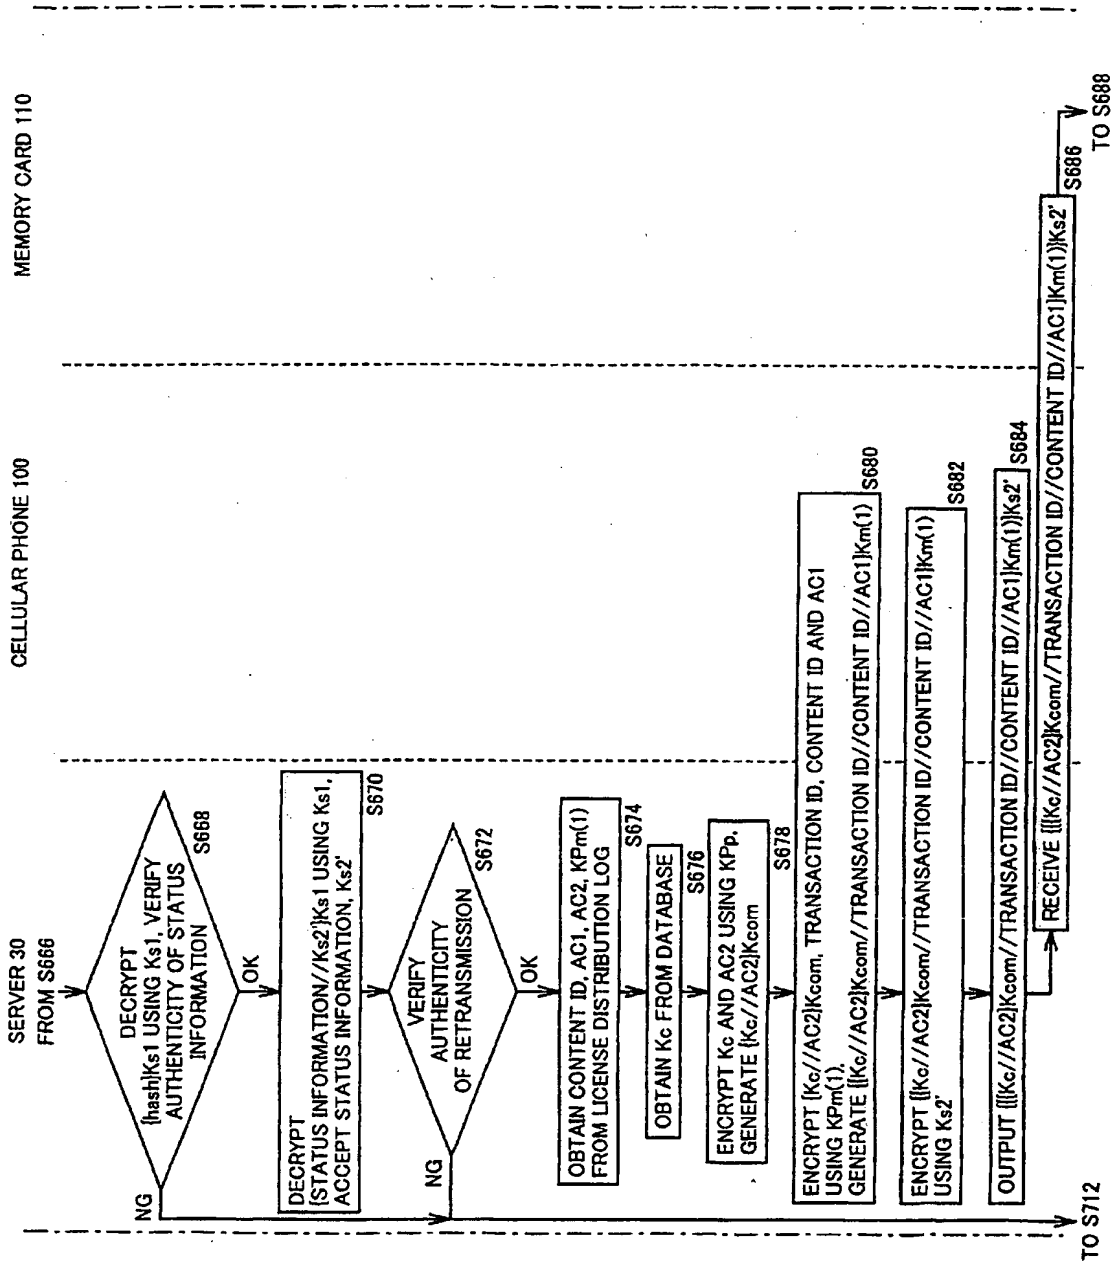 SERVER 30
CELLULAR PHONE 100
MEMORY CARD 110
FROM S666
DECRYPT
{hash}Ks1 USING Ks1, VERIFY
AUTHENTICITY OF STATUS
INFORMATION
S668
NG
OK
DECRYPT
{STATUS INFORMATION//Ks2'}Ks1 USING Ks1,
ACCEPT STATUS INFORMATION, Ks2'
S670
VERIFY
AUTHENTICITY
OF RETRANSMISSION
S672
NG
OK
OBTAIN CONTENT ID, AC1, AC2, KPm(1)
FROM LICENSE DISTRIBUTION LOG
S674
OBTAIN Kc FROM DATABASE
S676
ENCRYPT Kc AND AC2 USING KPp,
GENERATE {Kc//AC2}Kcom
S678
ENCRYPT {Kc//AC2}Kcom, TRANSACTION ID, CONTENT ID AND AC1
USING KPm(1),
GENERATE {{Kc//AC2}Kcom//TRANSACTION ID//CONTENT ID//AC1}Km(1)
S680
ENCRYPT {{Kc//AC2}Kcom//TRANSACTION ID//CONTENT ID//AC1}Km(1)
USING Ks2'
S682
OUTPUT {{{Kc//AC2}Kcom//TRANSACTION ID//CONTENT ID//AC1}Km(1)}Ks2'
S684
RECEIVE {{{Kc//AC2}Kcom//TRANSACTION ID//CONTENT ID//AC1}Km(1)}Ks2'
S686
TO S712
TO S688